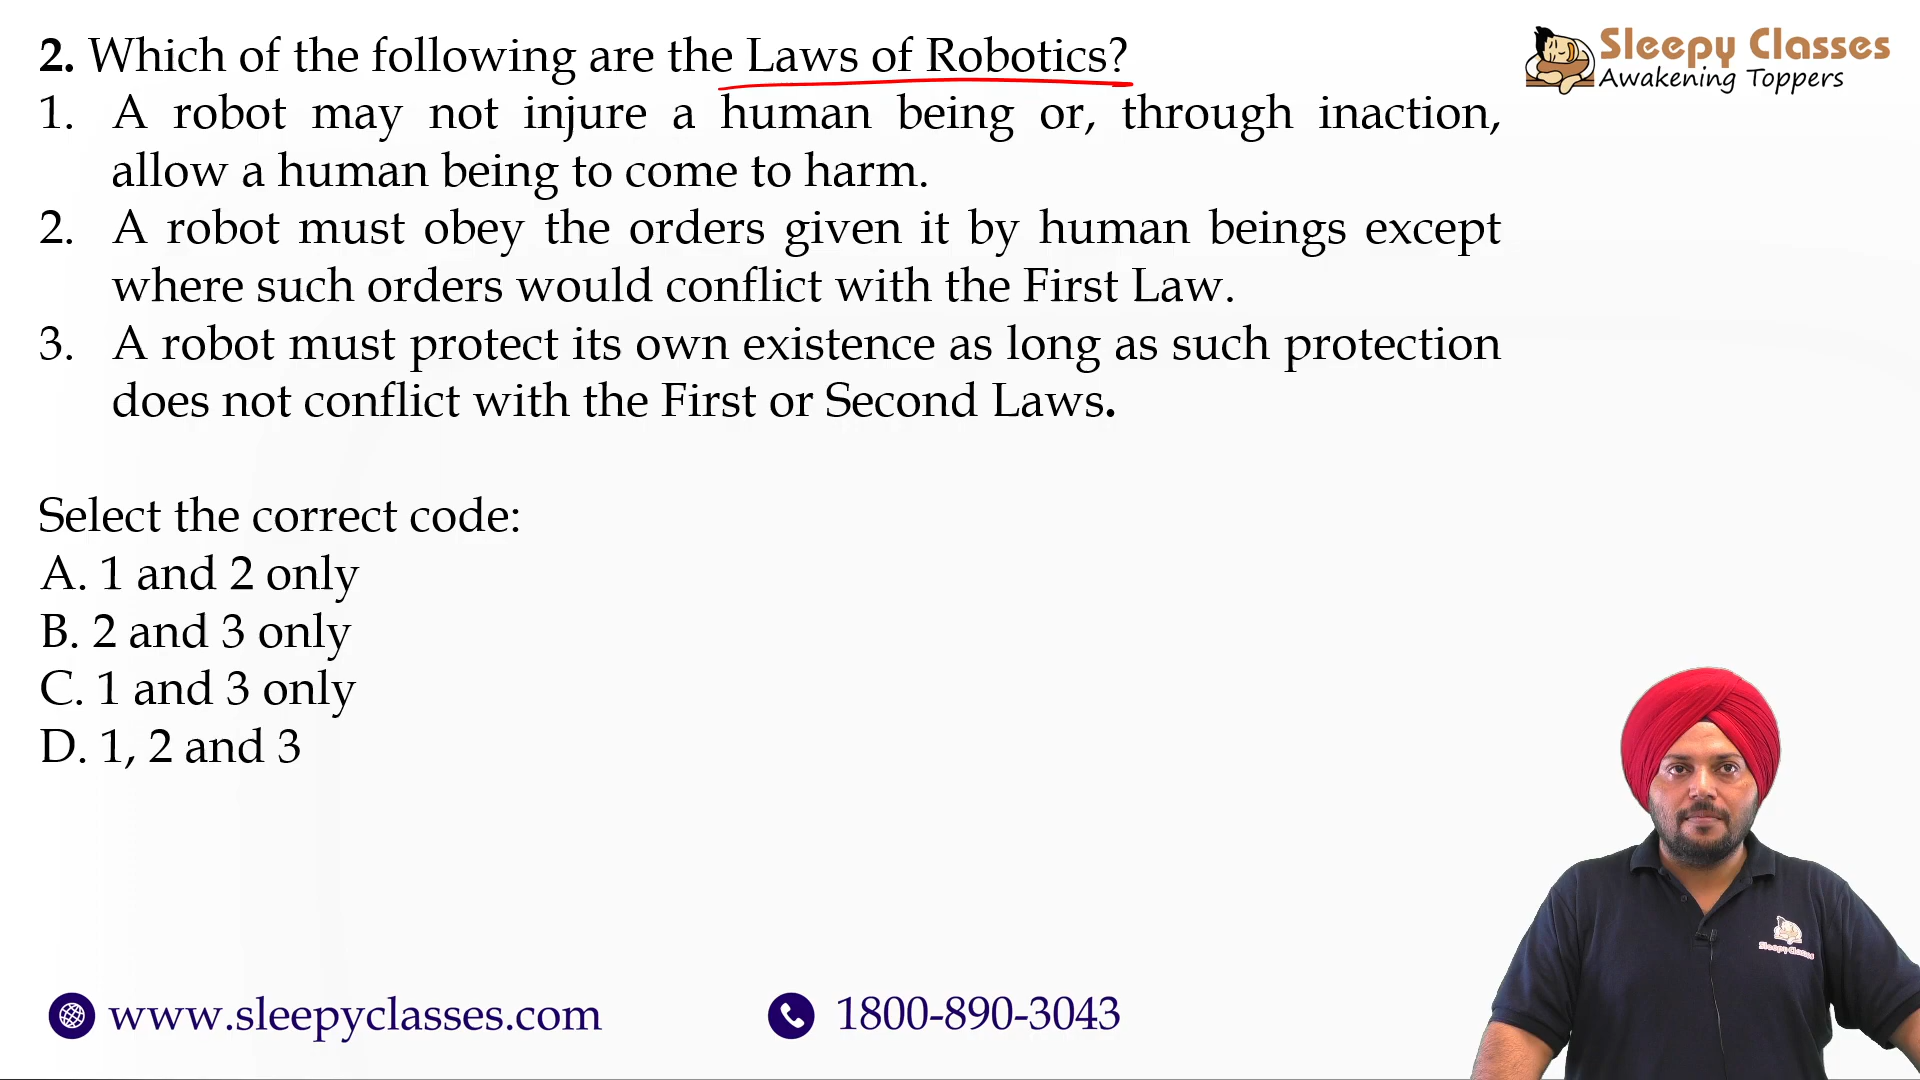 2. Which of the following are the Laws of Robotics?
Sleepy Classes
Awakening Toppers
1. A robot may not injure a human being or, through inaction,
allow a human being to come to harm.
2. A robot must obey the orders given it by human beings except
where such orders would conflict with the First Law.
3. A robot must protect its own existence as long as such protection
does not conflict with the First or Second Laws.
Select the correct code:
A. 1 and 2 only
B. 2 and 3 only
C. 1 and 3 only
D. 1, 2 and 3
Sleepy Classes
www.sleepyclasses.com
1800-890-3043